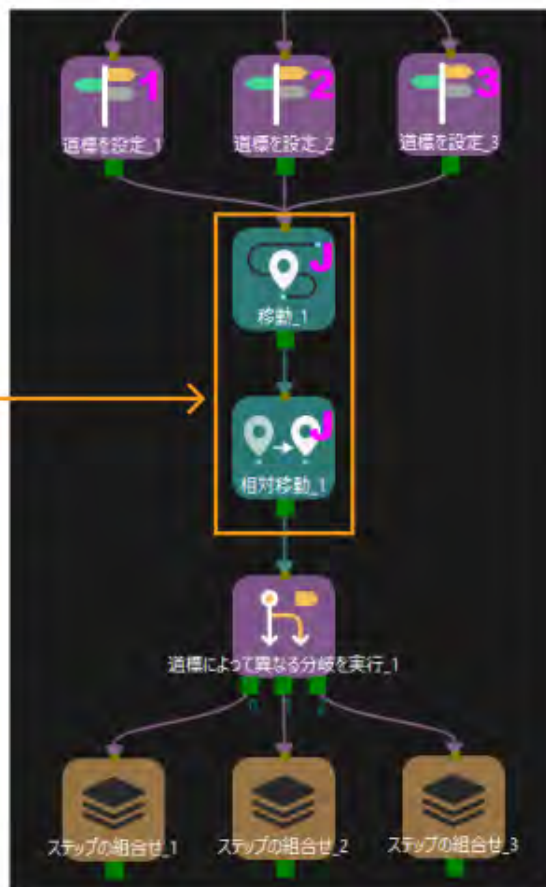 1
2
3
道標を設定_1
道標を設定_2
道標を設定_3
J
移動_1
J
相対移動_1
道標によって異なる分岐を実行_1
0
2
ステップの組合せ_1
ステップの組合せ_2
ステップの組合せ_3